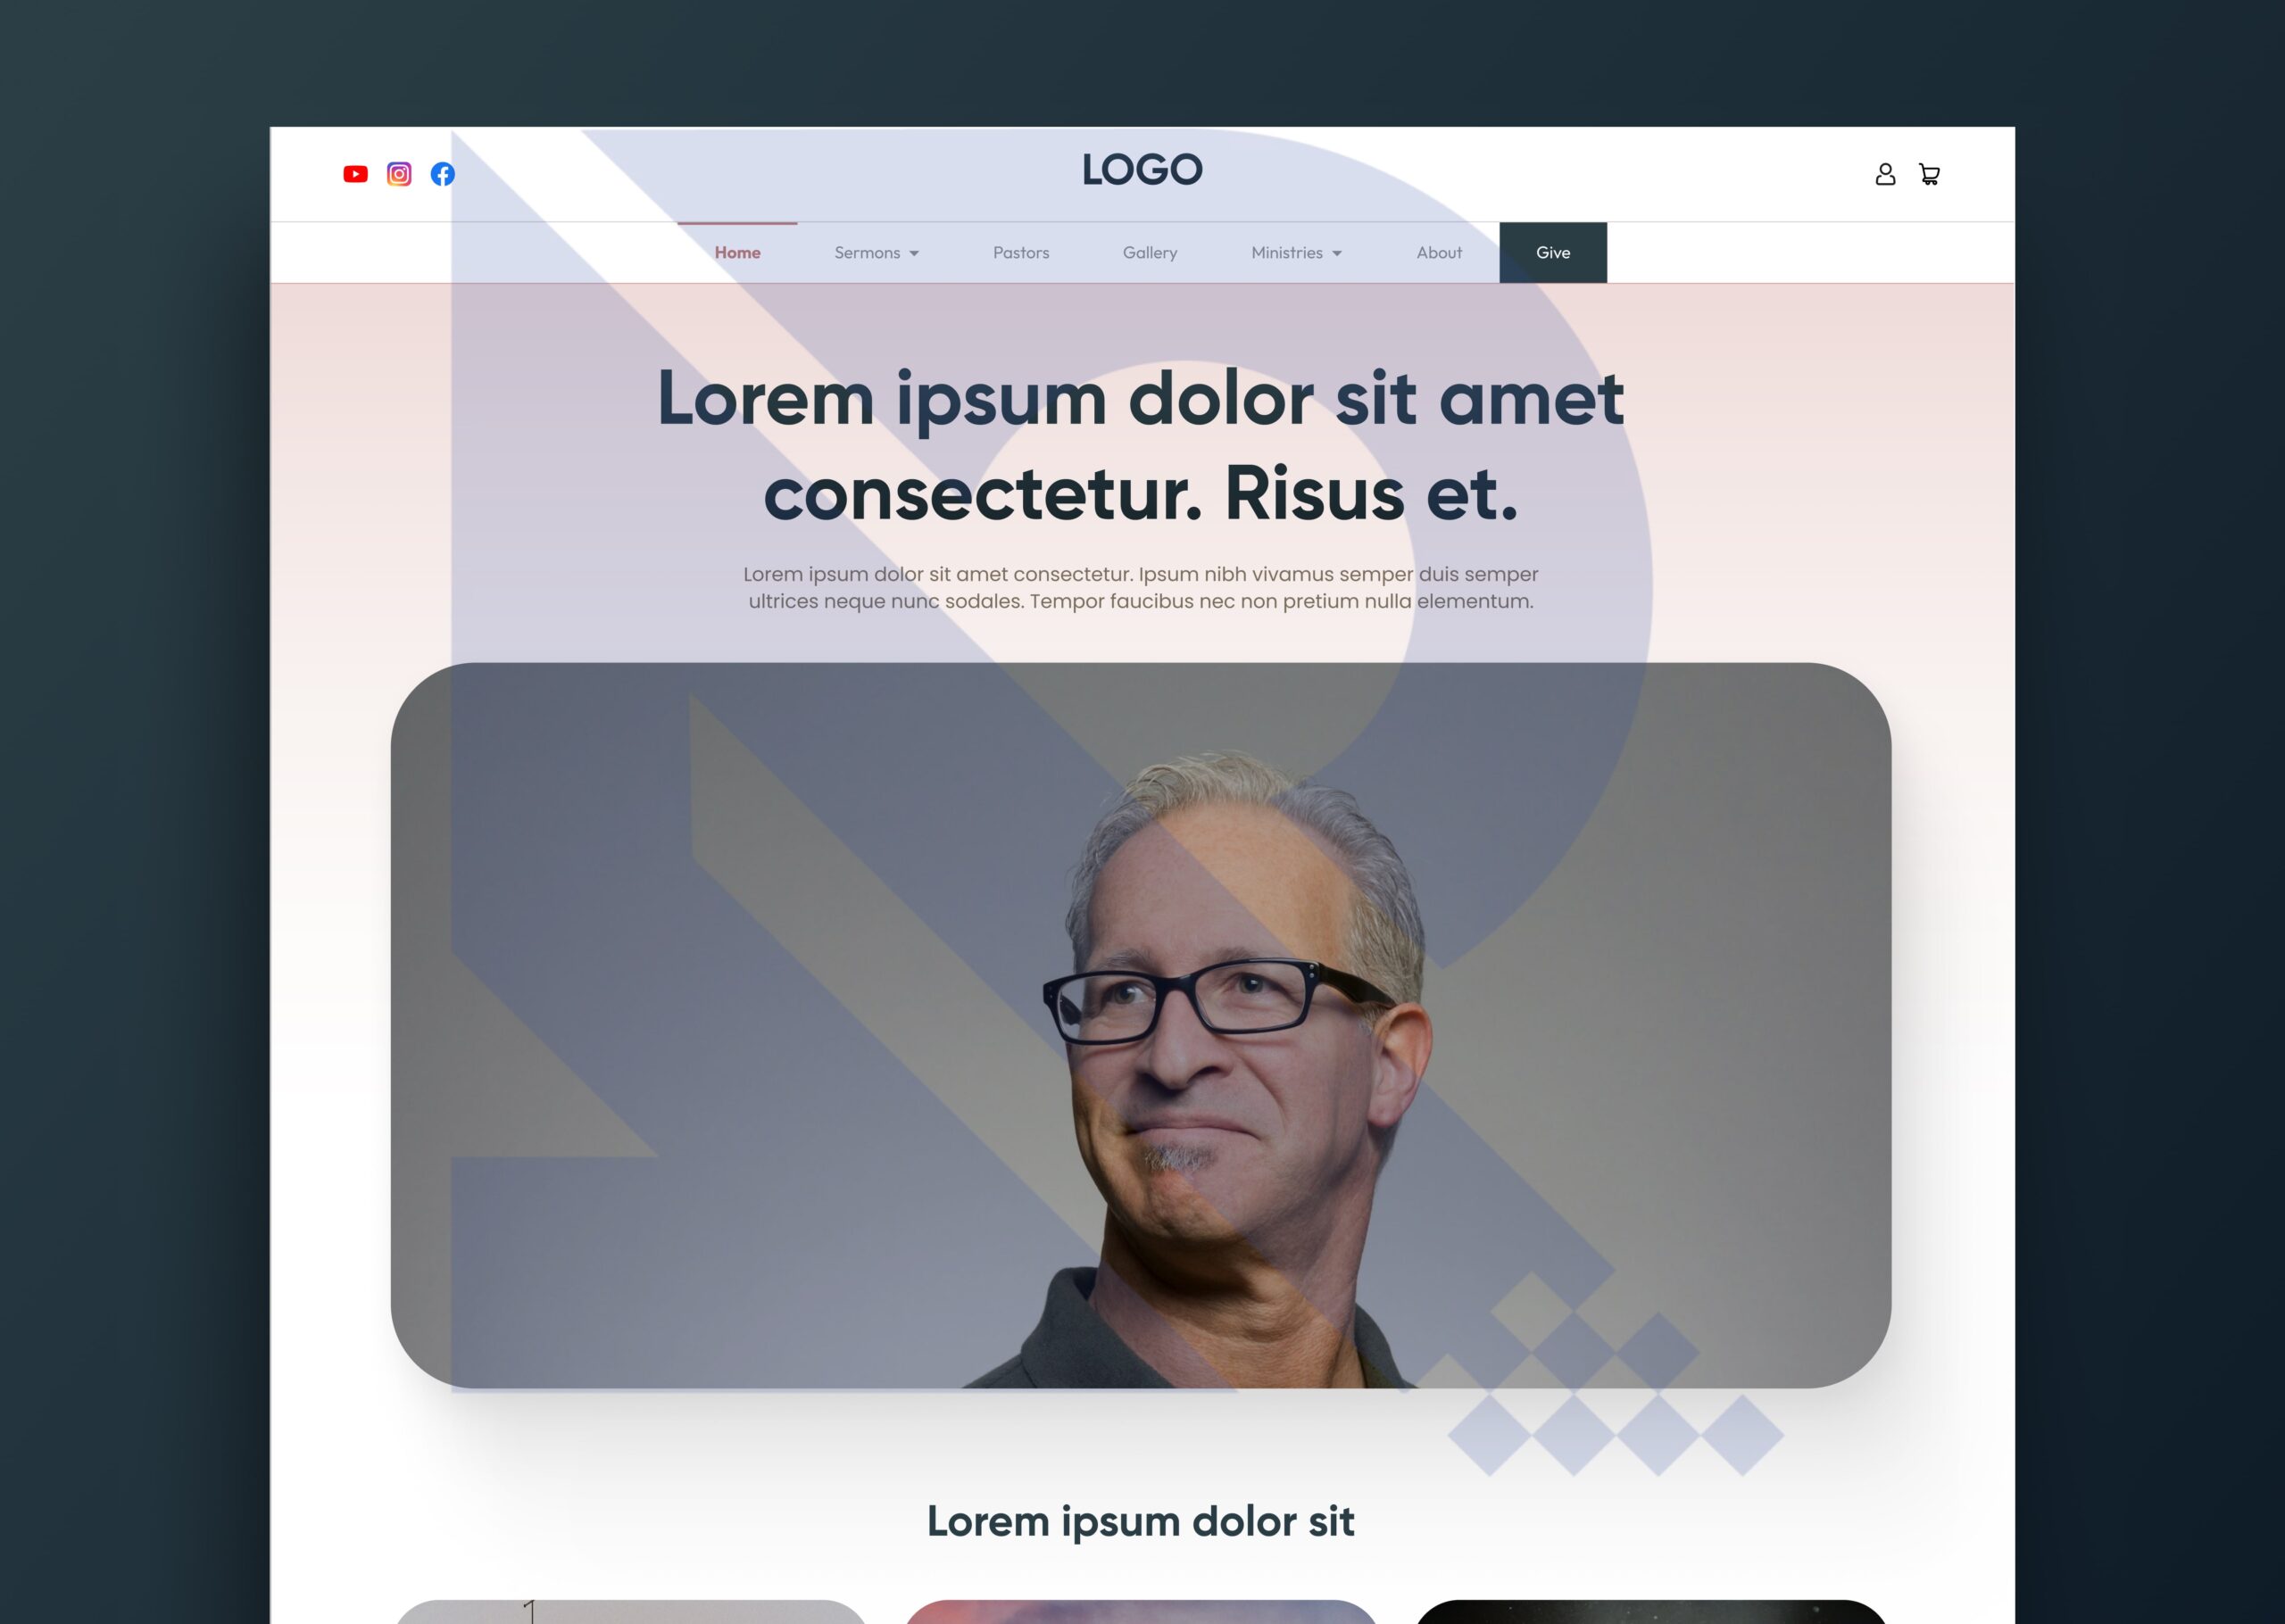 LOGO
Home Sermons Pastors Gallery Ministries About Give
Lorem ipsum dolor sit amet
consectetur. Risus et.
Lorem ipsum dolor sit amet consectetur. Ipsum nibh vivamus semper duis semper
ultrices neque nunc sodales. Tempor faucibus nec non pretium nulla elementum.
Lorem ipsum dolor sit